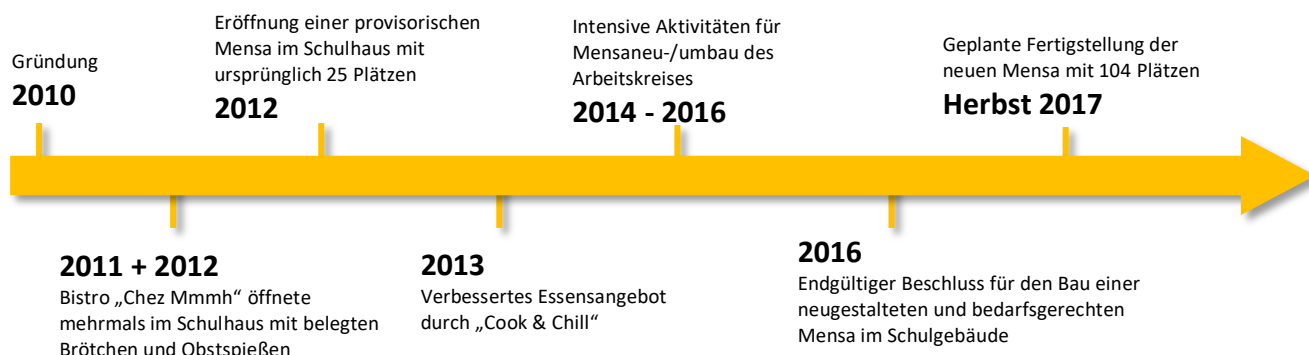 Gründung
2010
Eröffnung einer provisorischen
Mensa im Schulhaus mit
ursprünglich 25 Plätzen
2012
Intensive Aktivitäten für
Mensaneu-/umbau des
Arbeitskreises
2014 - 2016
Geplante Fertigstellung der
neuen Mensa mit 104 Plätzen
Herbst 2017
2011 + 2012
Bistro „Chez Mmmh“ öffnete
mehrmals im Schulhaus mit belegten
Brötchen und Obstspießen
2013
Verbessertes Essensangebot
durch „Cook & Chill“
2016
Endgültiger Beschluss für den Bau einer
neugestalteten und bedarfsgerechten
Mensa im Schulgebäude